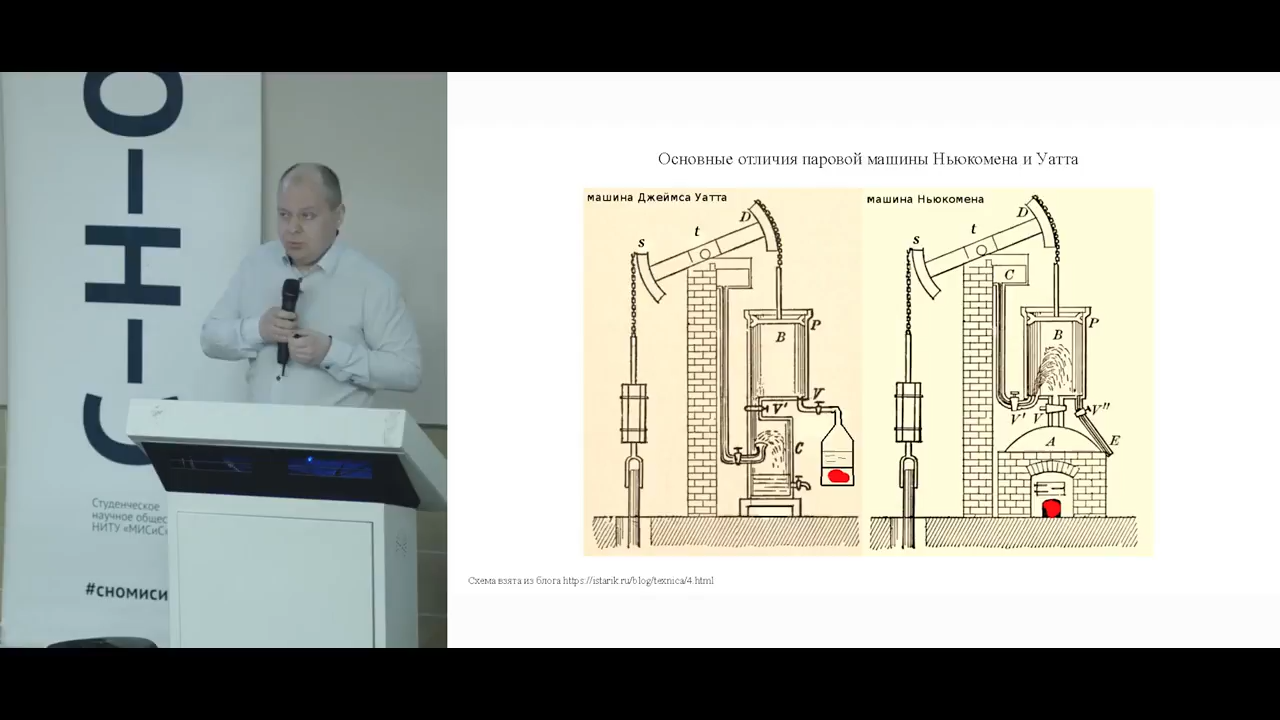 С–Н–О
Студенческое
научное общес
НИТУ «МИСиС»
#сномиси
Основные отличия паровой машины Ньюкомена и Уатта
машина Джеймса Уатта
D
t
s
P
B
V
V'
C
машина Ньюкомена
D
t
s
C
P
B
V'
V
V"
A
E
Схема взята из блога https://istarik.ru/blog/texnica/4.html